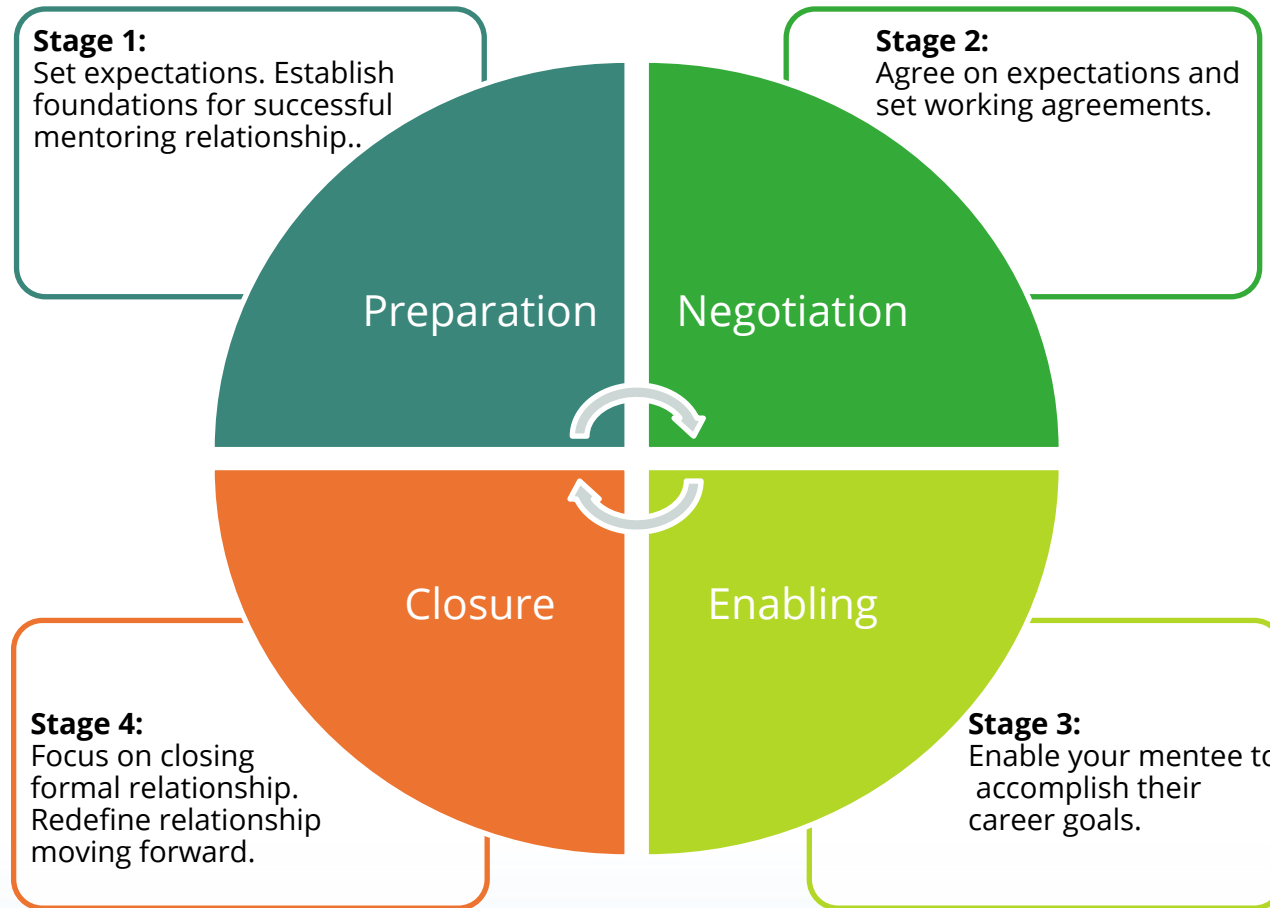 Stage 1:
Set expectations. Establish
foundations for successful
mentoring relationship..
Stage 2:
Agree on expectations and
set working agreements.
Preparation
Negotiation
Closure
Enabling
Stage 4:
Focus on closing
formal relationship.
Redefine relationship
moving forward.
Stage 3:
Enable your mentee to
accomplish their
career goals.